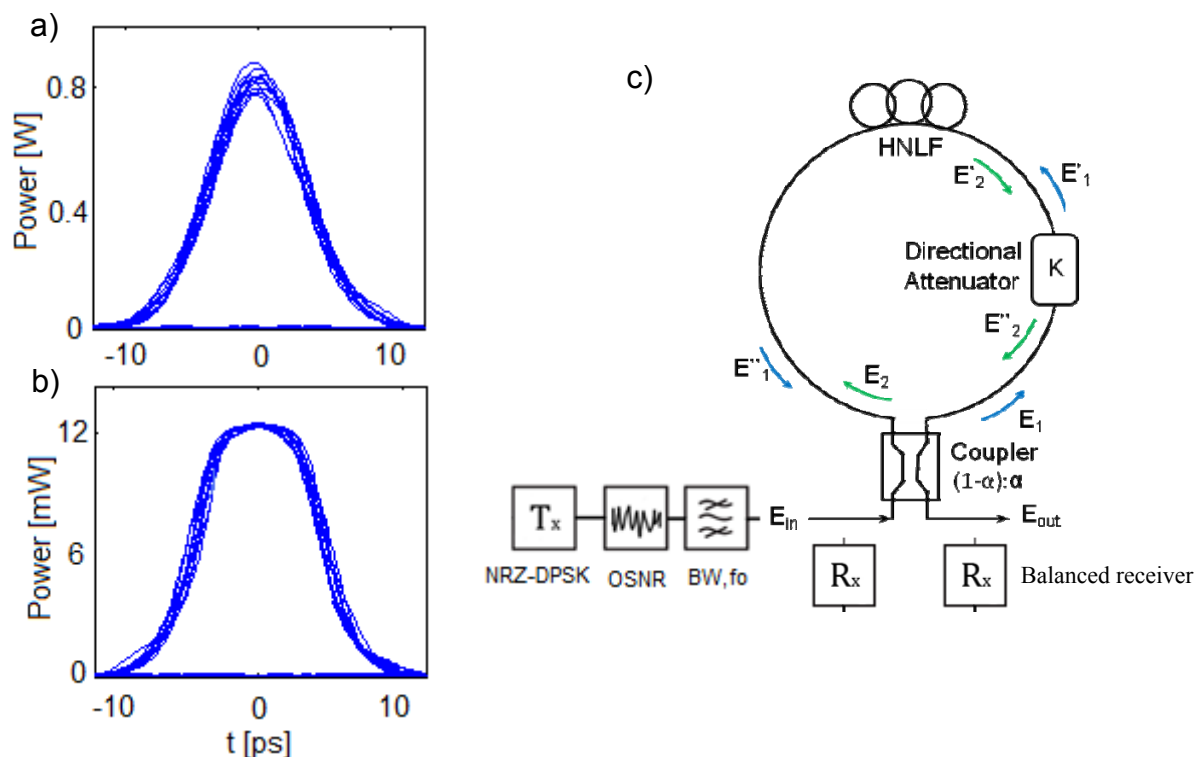 a)
Power [W]
0.8
0.4
0
-10 0 10
b)
Power [mW]
12
6
0
-10 0 10
t [ps]
c)
HNLF
E'2 E'1
Directional
Attenuator
K
E''2
E''1
E2
E1
Coupler
(1-α):α
Tx
Ein
Eout
NRZ-DPSK OSNR BW,fo
Rx Rx Balanced receiver